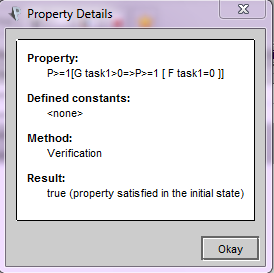 Property Details
Property:
P>=1[G task1>0=>P>=1 [ F task1=0 ]]
Defined constants:
<none>
Method:
Verification
Result:
true (property satisfied in the initial state)
Okay